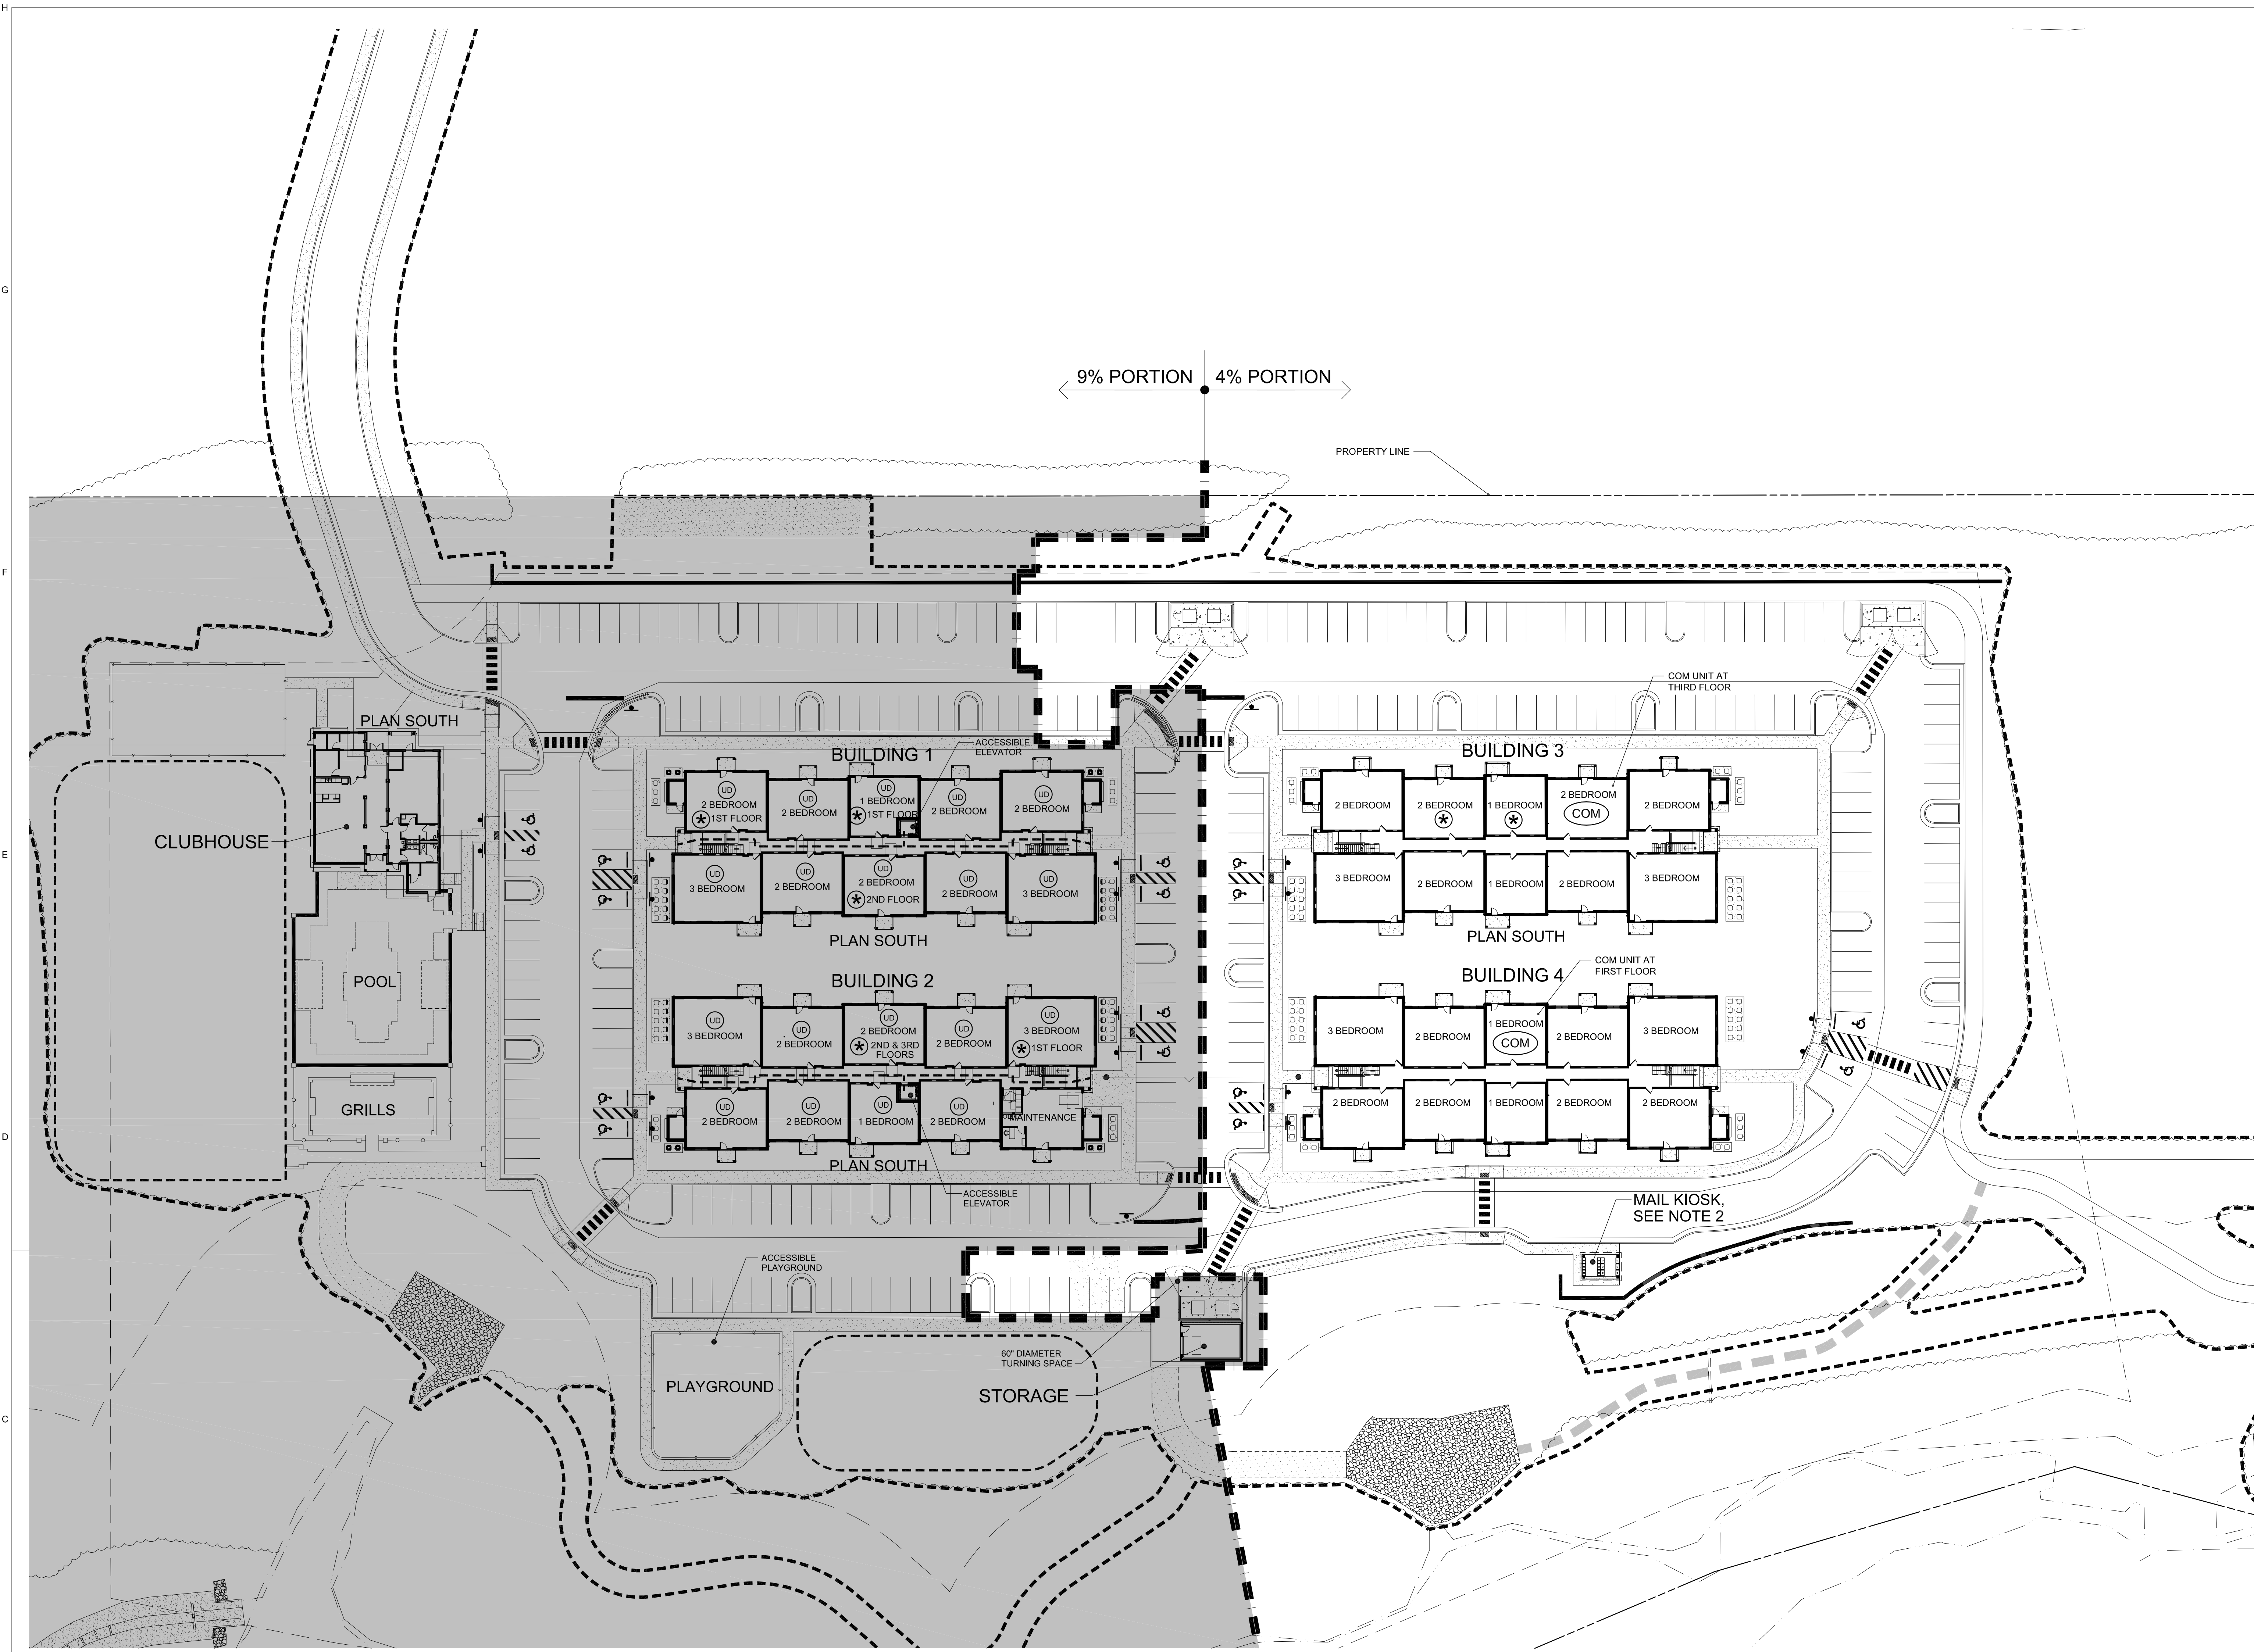 H
G
F
E
D
C
9% PORTION
4% PORTION
PROPERTY LINE
PLAN SOUTH
CLUBHOUSE
POOL
GRILLS
BUILDING 1
ACCESSIBLE
ELEVATOR
UD
2 BEDROOM
* 1ST FLOOR
UD
2 BEDROOM
UD
1 BEDROOM
* 1ST FLOOR
UD
2 BEDROOM
UD
2 BEDROOM
UD
3 BEDROOM
UD
2 BEDROOM
UD
2 BEDROOM
* 2ND FLOOR
UD
2 BEDROOM
UD
3 BEDROOM
PLAN SOUTH
BUILDING 2
UD
3 BEDROOM
UD
2 BEDROOM
UD
2 BEDROOM
* 2ND & 3RD
FLOORS
UD
2 BEDROOM
UD
3 BEDROOM
* 1ST FLOOR
UD
2 BEDROOM
UD
2 BEDROOM
UD
1 BEDROOM
UD
2 BEDROOM
MAINTENANCE
PLAN SOUTH
ACCESSIBLE
ELEVATOR
COM UNIT AT
THIRD FLOOR
BUILDING 3
2 BEDROOM
2 BEDROOM
*
1 BEDROOM
*
2 BEDROOM
COM
2 BEDROOM
3 BEDROOM
2 BEDROOM
1 BEDROOM
2 BEDROOM
3 BEDROOM
PLAN SOUTH
COM UNIT AT
FIRST FLOOR
BUILDING 4
3 BEDROOM
2 BEDROOM
1 BEDROOM
COM
2 BEDROOM
3 BEDROOM
2 BEDROOM
2 BEDROOM
1 BEDROOM
2 BEDROOM
2 BEDROOM
MAIL KIOSK,
SEE NOTE 2
ACCESSIBLE
PLAYGROUND
PLAYGROUND
60" DIAMETER
TURNING SPACE
STORAGE